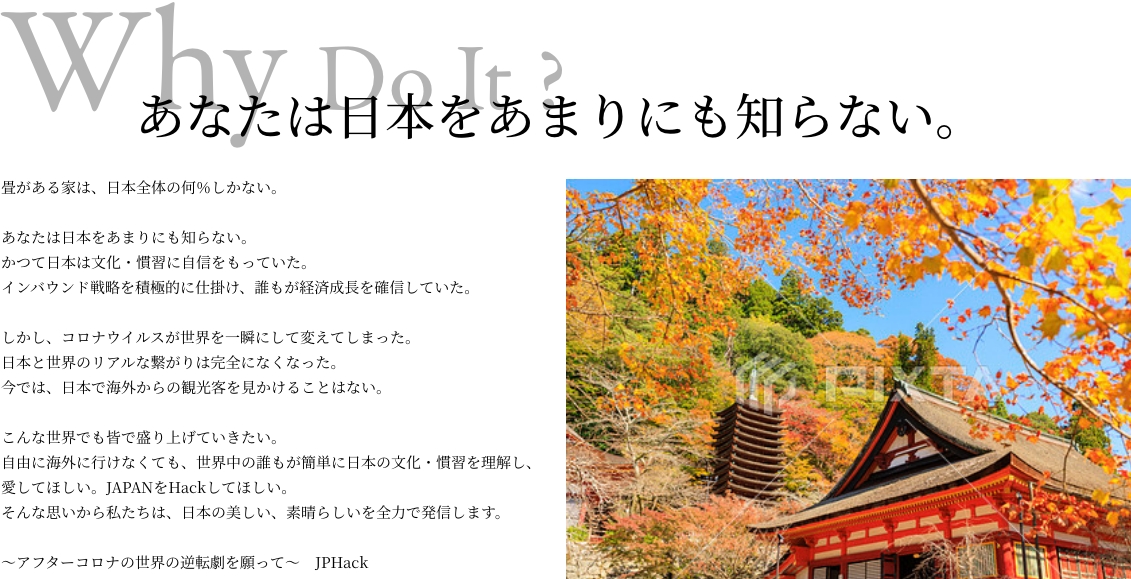 Why Do It ?
あなたは日本をあまりにも知らない。
畳がある家は、日本全体の何％しかない。
あなたは日本をあまりにも知らない。
かつて日本は文化・慣習に自信をもっていた。
インバウンド戦略を積極的に仕掛け、誰もが経済成長を確信していた。
しかし、コロナウイルスが世界を一瞬にして変えてしまった。
日本と世界のリアルな繋がりは完全になくなった。
今では、日本で海外からの観光客を見かけることはない。
こんな世界でも皆で盛り上げていきたい。
自由に海外に行けなくても、世界中の誰もが簡単に日本の文化・慣習を理解し、
愛してほしい。JAPANをHackしてほしい。
そんな思いから私たちは、日本の美しい、素晴らしいを全力で発信します。
〜アフターコロナの世界の逆転劇を願って〜　JPHack
PIXTA